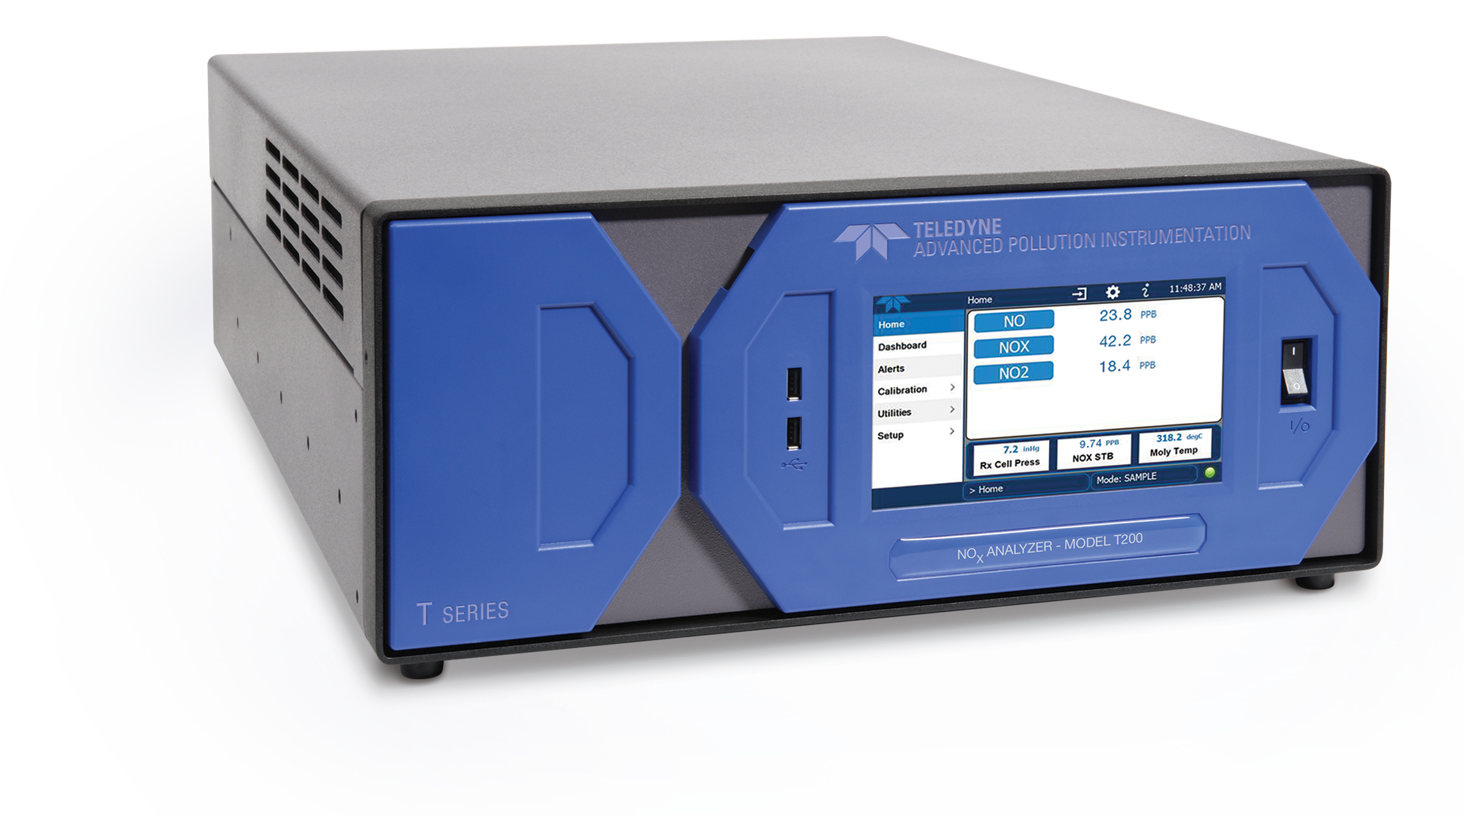 TELEDYNE
ADVANCED POLLUTION INSTRUMENTATION
Home
11:48:37 AM
Home
Dashboard
Alerts
Calibration >
Utilities >
Setup >
NO 23.8 PPB
NOX 42.2 PPB
NO2 18.4 PPB
7.2 inHg
Rx Cell Press
9.74 PPB
NOX STB
318.2 degC
Moly Temp
> Home
Mode: SAMPLE
I
O
I/O
NOX ANALYZER - MODEL T200
T SERIES